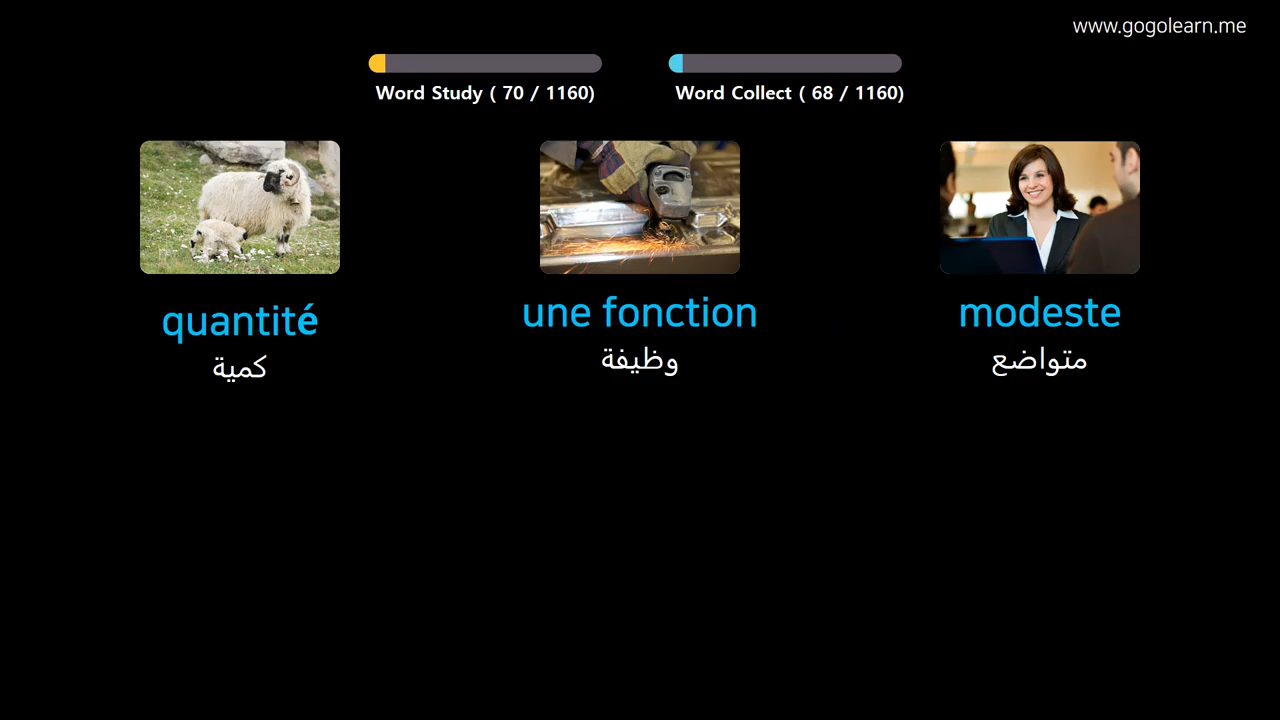 www.gogolearn.me
Word Study ( 70 / 1160)
Word Collect ( 68 / 1160)
quantité
كمية
une fonction
وظيفة
modeste
متواضع